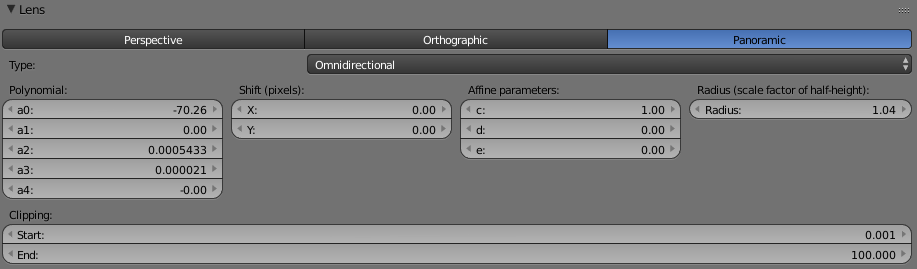 Lens
Perspective Orthographic Panoramic
Type: Omnidirectional
Polynomial: Shift (pixels): Affine parameters: Radius (scale factor of half-height):
a0: -70.26 X: 0.00 c: 1.00 Radius: 1.04
a1: 0.00 Y: 0.00 d: 0.00
a2: 0.0005433 e: 0.00
a3: 0.000021
a4: -0.00
Clipping:
Start: 0.001
End: 100.000